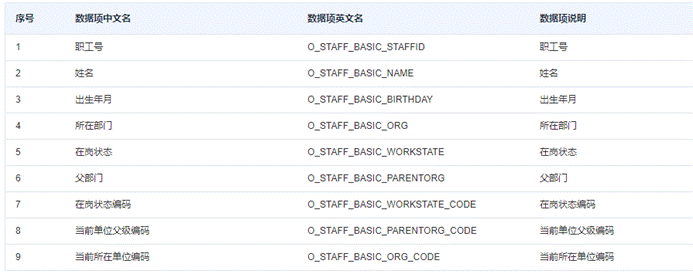 序号 数据项中文名 数据项英文名 数据项说明
1 职工号 O_STAFF_BASIC_STAFFID 职工号
2 姓名 O_STAFF_BASIC_NAME 姓名
3 出生年月 O_STAFF_BASIC_BIRTHDAY 出生年月
4 所在部门 O_STAFF_BASIC_ORG 所在部门
5 在岗状态 O_STAFF_BASIC_WORKSTATE 在岗状态
6 父部门 O_STAFF_BASIC_PARENTORG 父部门
7 在岗状态编码 O_STAFF_BASIC_WORKSTATE_CODE 在岗状态编码
8 当前单位父级编码 O_STAFF_BASIC_PARENTORG_CODE 当前单位父级编码
9 当前所在单位编码 O_STAFF_BASIC_ORG_CODE 当前所在单位编码